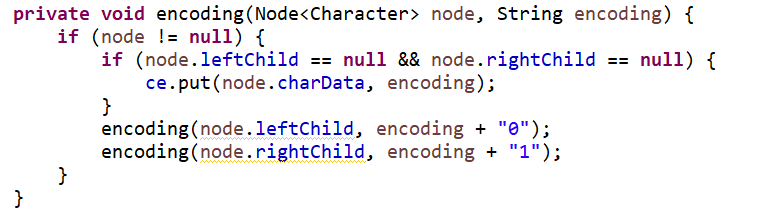 private void encoding(Node<Character> node, String encoding) {
    if (node != null) {
        if (node.leftChild == null && node.rightChild == null) {
            ce.put(node.charData, encoding);
        }
        encoding(node.leftChild, encoding + "0");
        encoding(node.rightChild, encoding + "1");
    }
}